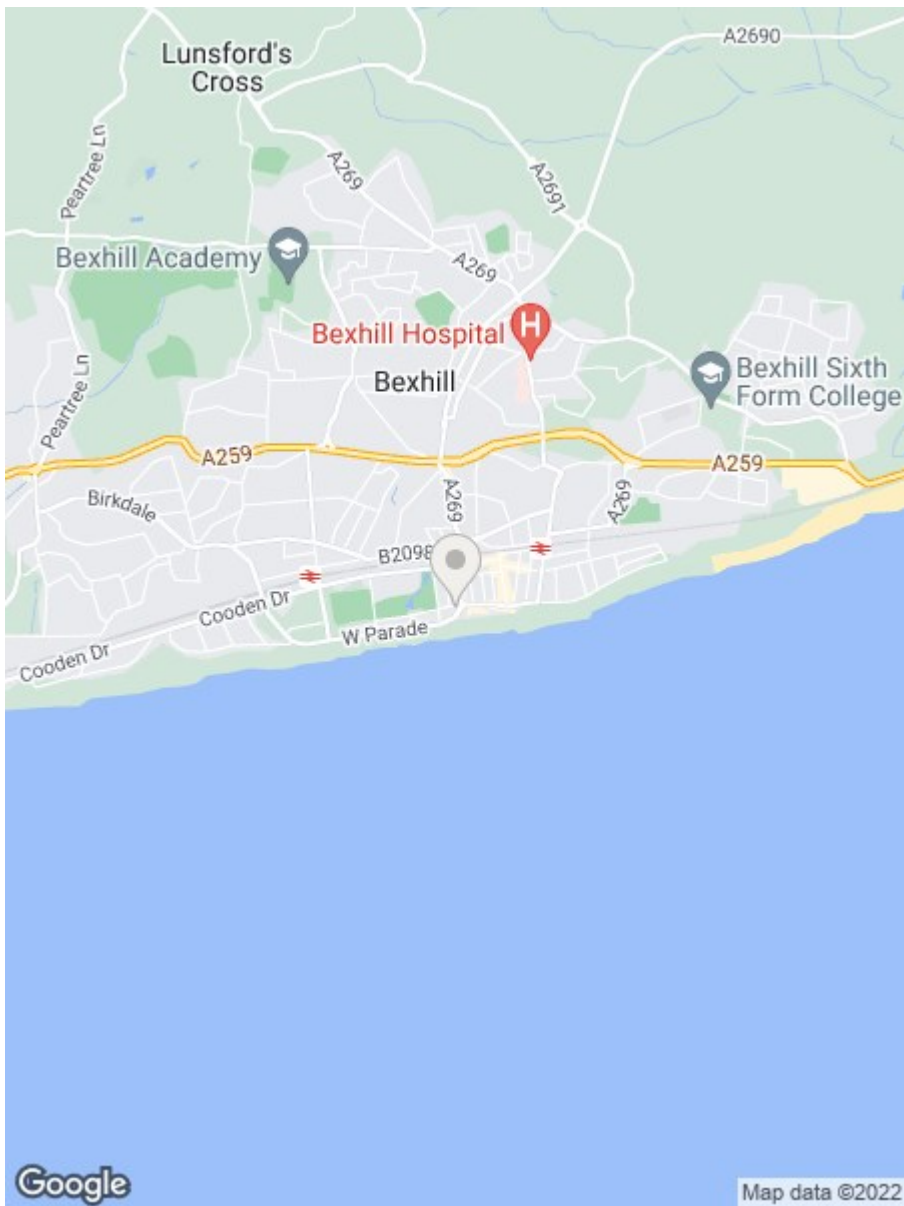 A2690
Lunsford's
Cross
Peartree Ln
A269
A2691
Bexhill Academy
A269
Bexhill Hospital
H
Bexhill
Bexhill Sixth
Form College
Peartree Ln
A259
A259
Birkdale
A269
A269
B2098
Cooden Dr
W Parade
Cooden Dr
Google
Map data ©2022